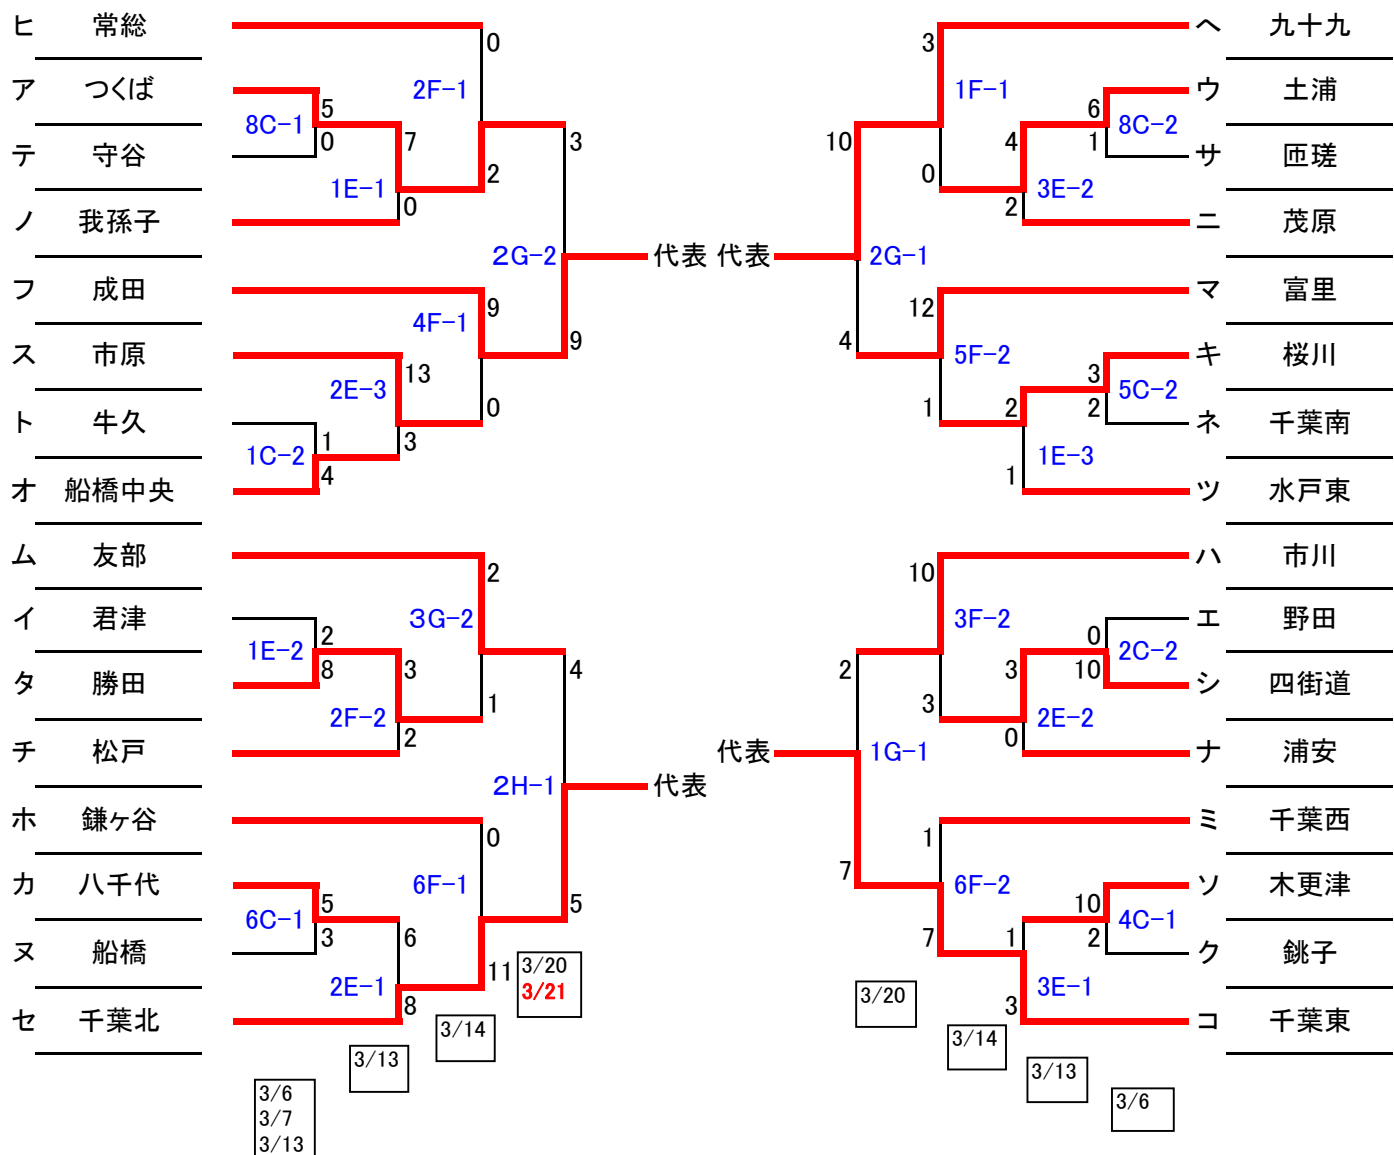 ヒ 常総
0
2F-1
ア つくば
5
8C-1
0
7
3
テ 守谷
1E-1
2
0
ノ 我孫子
2G-2 代表
フ 成田
9
4F-1
9
ス 市原
13
2E-3
0
ト 牛久
1
3
1C-2
4
オ 船橋中央
ム 友部
2
イ 君津
3G-2
2
1E-2
8
3
4
タ 勝田
1
2F-2
2
チ 松戸
2H-1 代表
ホ 鎌ヶ谷
0
カ 八千代
6F-1
5
5
6C-1
3
6
ヌ 船橋
11
2E-1
8
セ 千葉北
3/20
3/21
3/14
3/13
3/6
3/7
3/13
3
ヘ 九十九
1F-1
ウ 土浦
6
8C-2
1
10
4
サ 匝瑳
0
3E-2
2
ニ 茂原
代表 2G-1
マ 富里
12
4
5F-2
キ 桜川
3
5C-2
2
1
2
ネ 千葉南
1E-3
1
ツ 水戸東
ハ 市川
10
3F-2
エ 野田
0
2C-2
10
2
3
シ 四街道
3
2E-2
0
ナ 浦安
代表 1G-1
ミ 千葉西
1
7
6F-2
ソ 木更津
10
4C-1
2
7
1
ク 銚子
3E-1
3
コ 千葉東
3/20
3/14
3/13
3/6